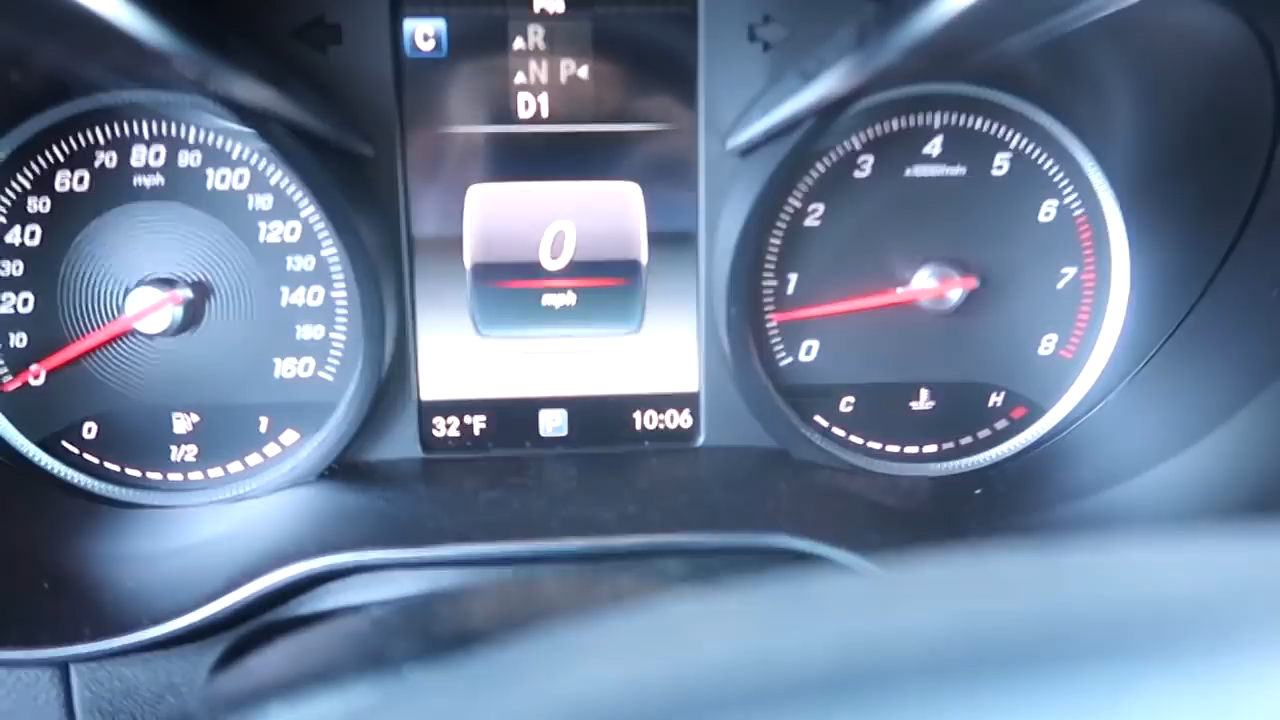 C
R
N P
D1
0
mph
32°F P 10:06
0 10 20 30 40 50 60 70 80 90 100 110 120 130 140 150 160
mph
0 1/2 1
0 1 2 3 4 5 6 7 8
C H